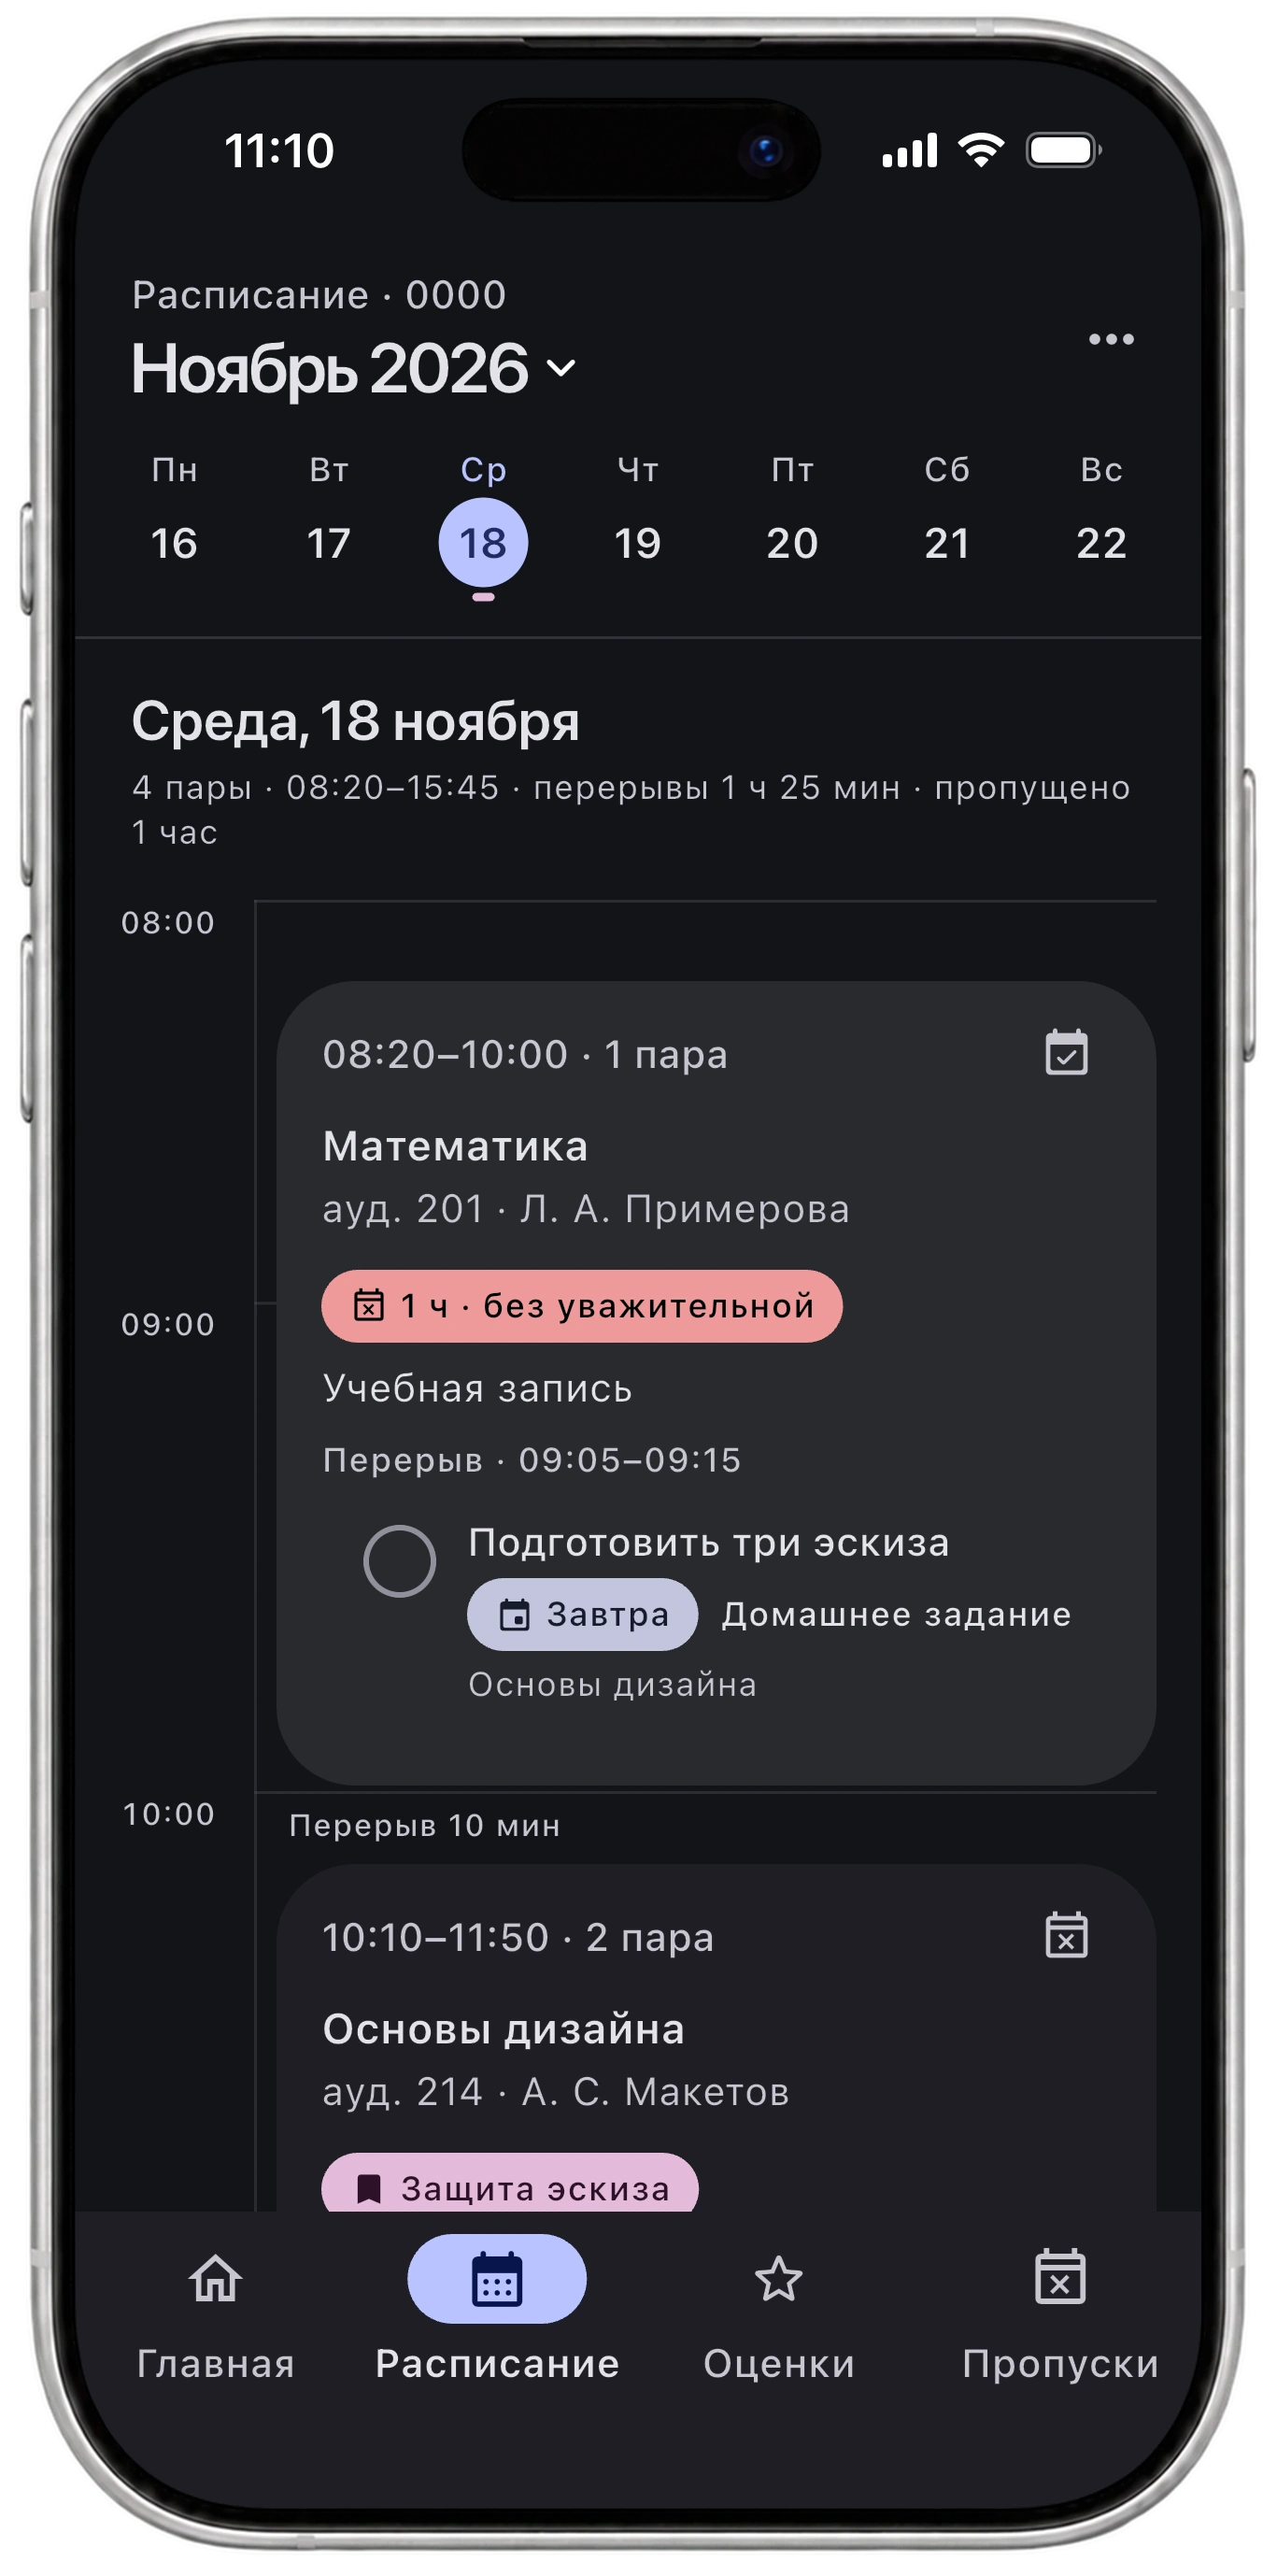 11:10
Расписание · 0000
Ноябрь 2026
Пн Вт Ср Чт Пт Сб Вс
16 17 18 19 20 21 22
Среда, 18 ноября
4 пары · 08:20–15:45 · перерывы 1 ч 25 мин · пропущено
1 час
08:00
08:20–10:00 · 1 пара
Математика
ауд. 201 · Л. А. Примерова
1 ч · без уважительной
09:00
Учебная запись
Перерыв · 09:05–09:15
Подготовить три эскиза
Завтра Домашнее задание
Основы дизайна
10:00
Перерыв 10 мин
10:10–11:50 · 2 пара
Основы дизайна
ауд. 214 · А. С. Макетов
Защита эскиза
Главная Расписание Оценки Пропуски